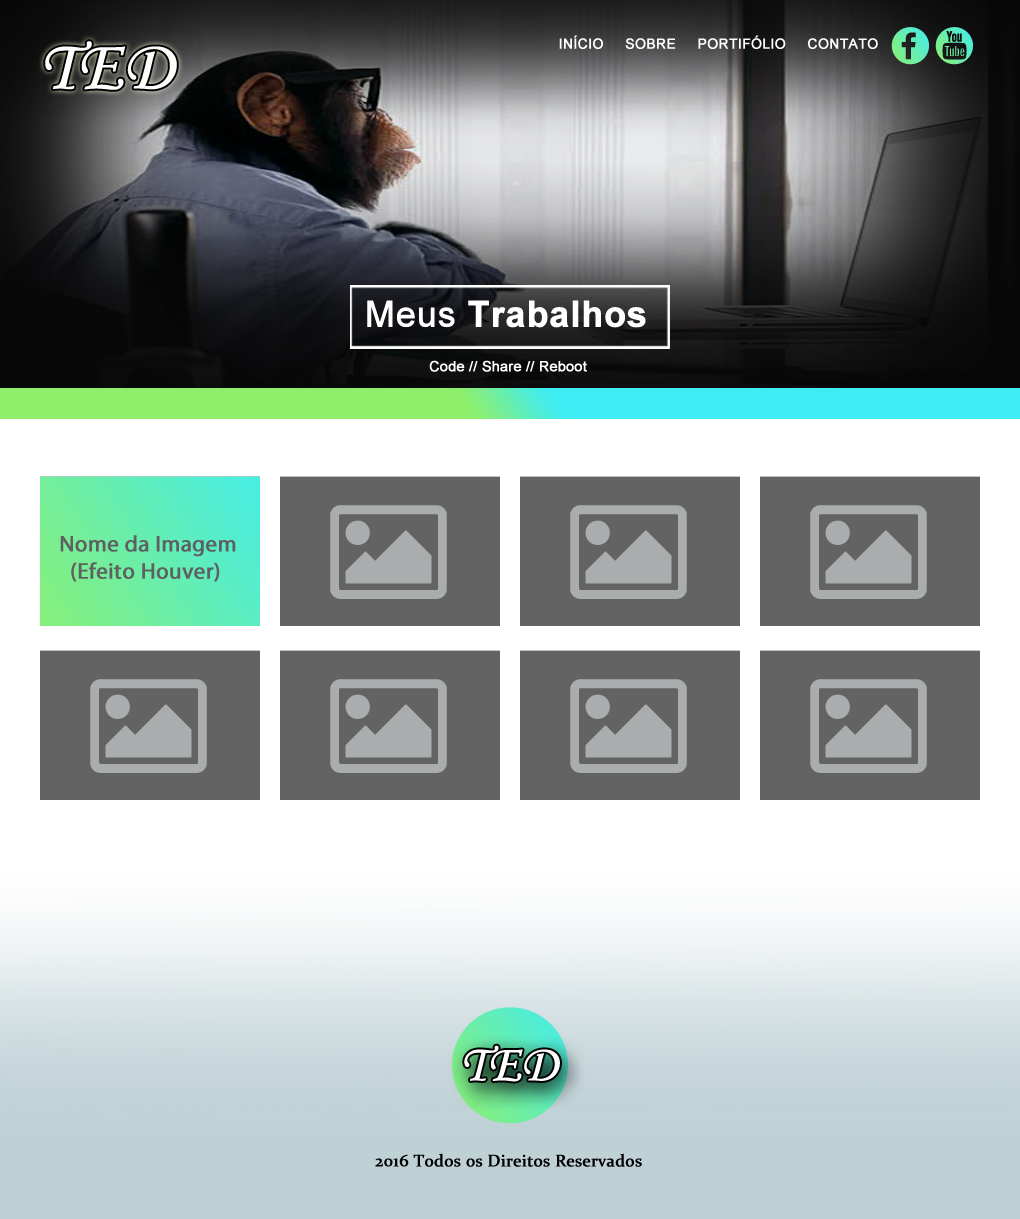 TED
INÍCIO SOBRE PORTIFÓLIO CONTATO f You Tube
Meus Trabalhos
Code // Share // Reboot
Nome da Imagem
(Efeito Houver)
TED
2016 Todos os Direitos Reservados